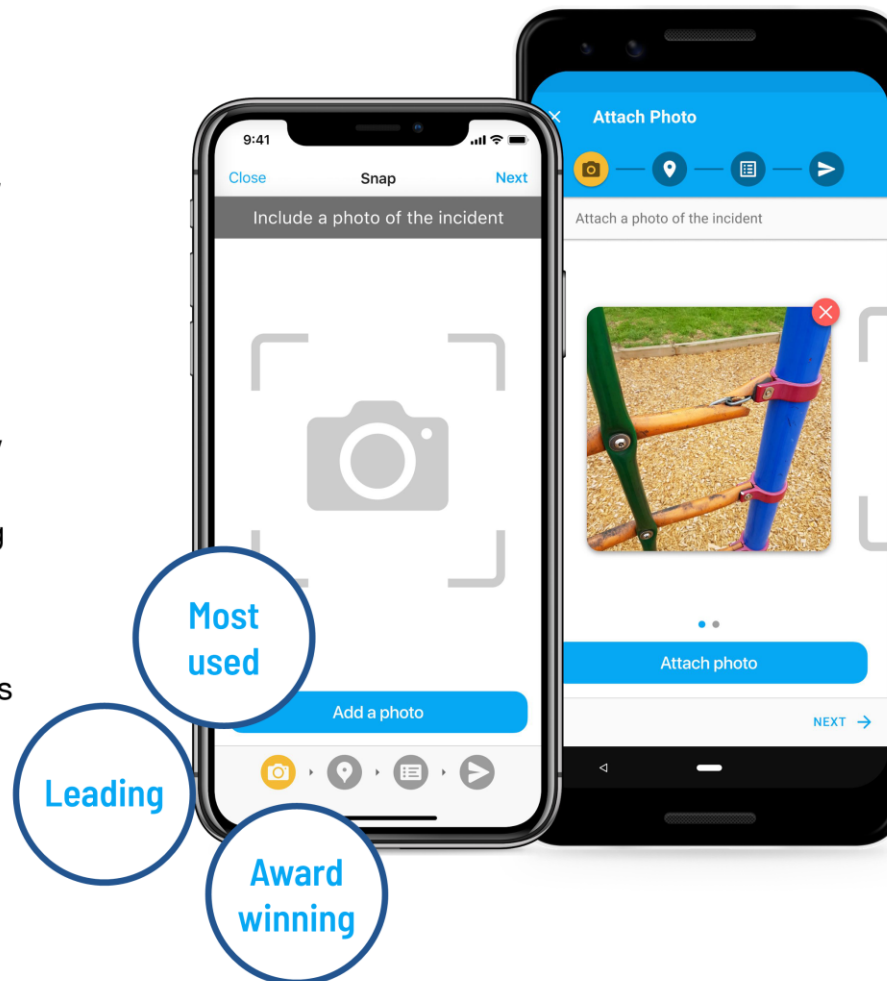 9:41
Close Snap Next
Include a photo of the incident
Add a photo
Attach Photo
Attach a photo of the incident
Attach photo
NEXT
Most
used
Leading
Award
winning